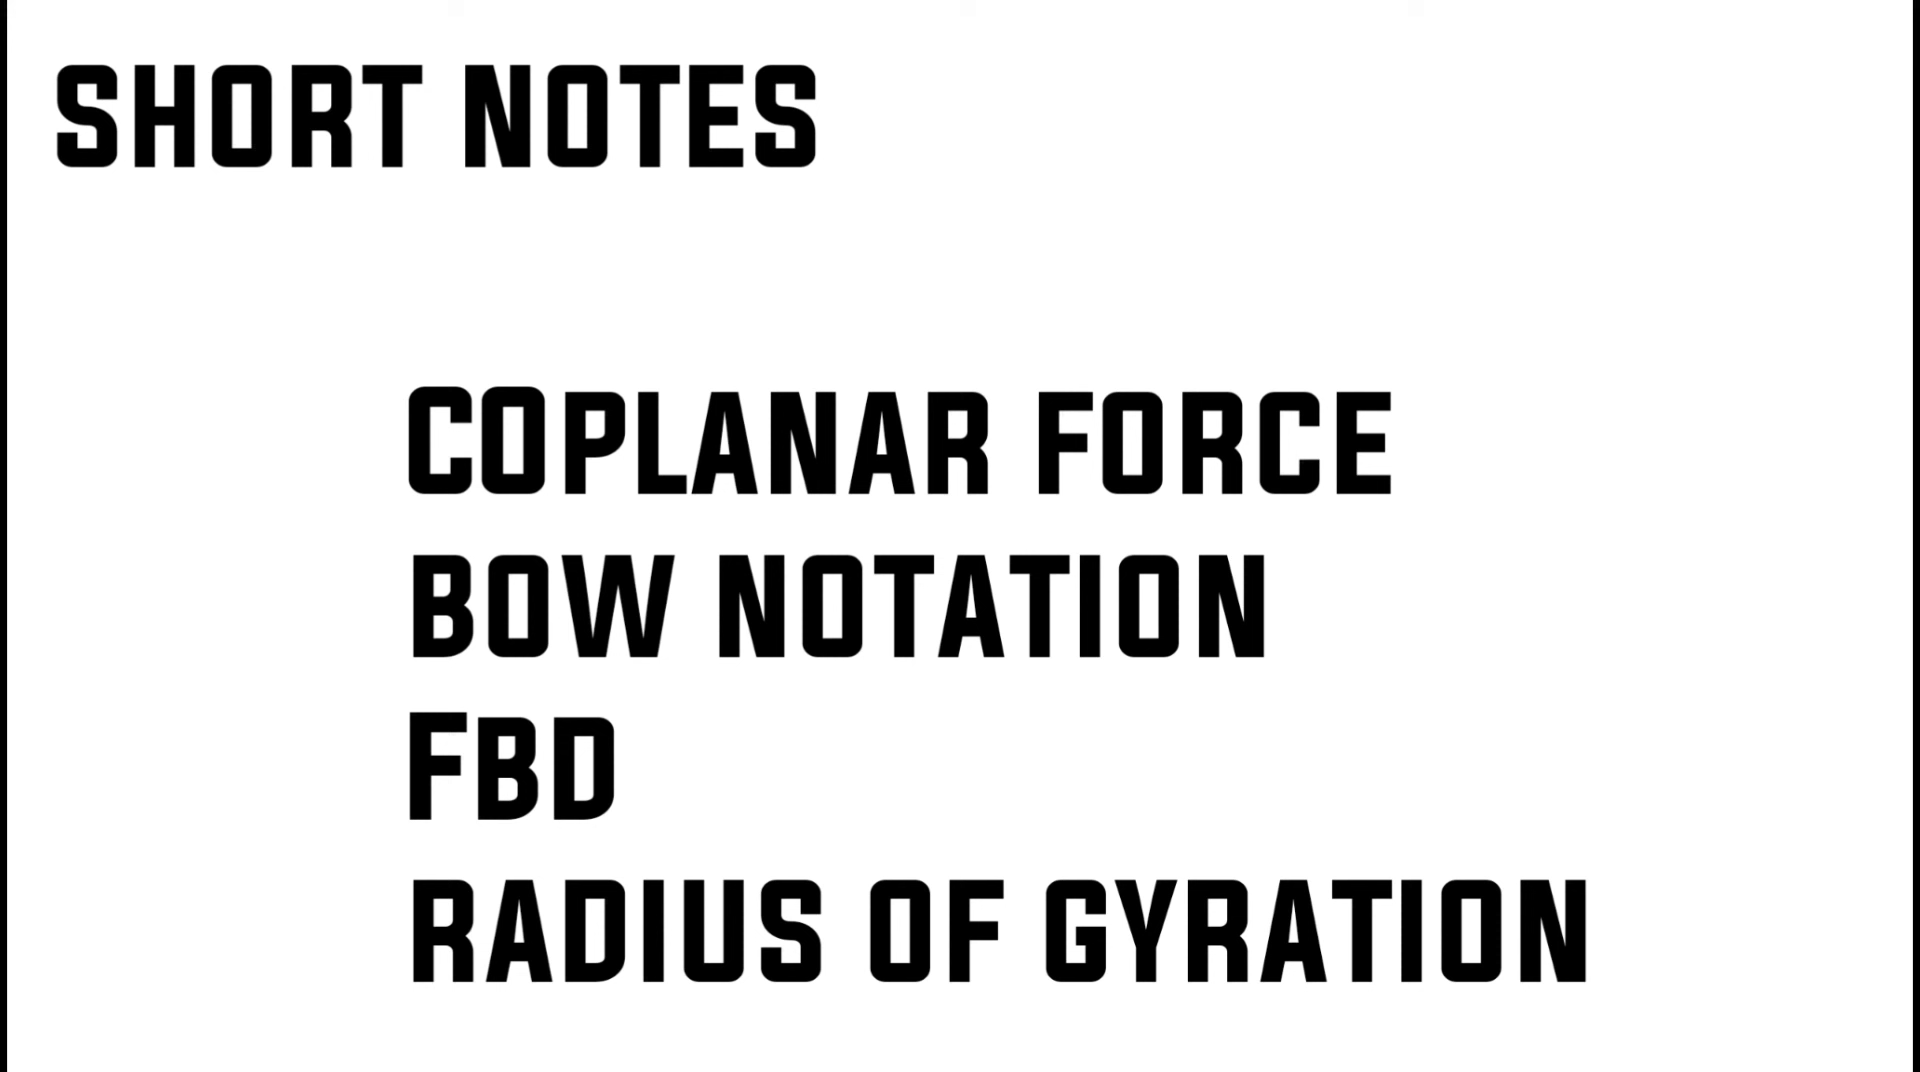 SHORT NOTES
COPLANAR FORCE
BOW NOTATION
FBD
RADIUS OF GYRATION